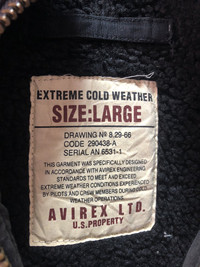 EXTREME COLD WEATHER
SIZE:LARGE
DRAWING Nº 8.29-66
CODE 290438-A
SERIAL AN 6531-1
THIS GARMENT WAS SPECIFICALLY DESIGNED
IN ACCORDANCE WITH AVIREX ENGINEERING
STANDARDS TO MEET AND EXCEED
EXTREME WEATHER CONDITIONS EXPERIENCED
BY PILOTS AND CREW MEMBERS DURING
WEATHER OPERATIONS
AVIREX LTD.
U.S. PROPERTY